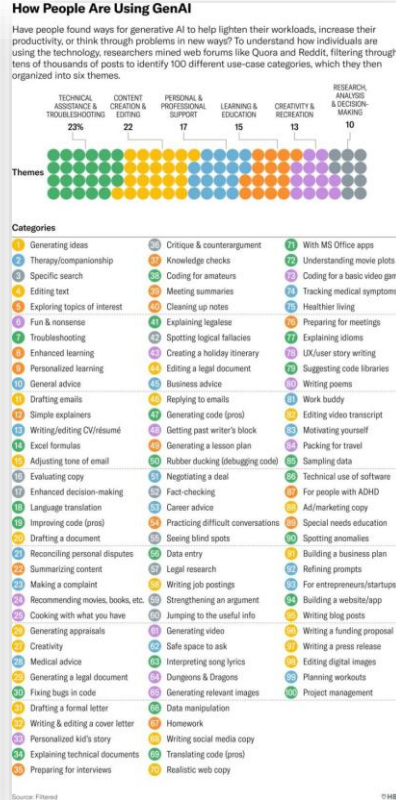 How People Are Using GenAI
Have people found ways for generative AI to help lighten their workloads, increase their
productivity, or think through problems in new ways? To understand how individuals are
using the technology, researchers mined web forums like Quora and Reddit, filtering through
tens of thousands of posts to identify 100 different use-case categories, which they then
organized into six themes.
TECHNICAL ASSISTANCE & TROUBLESHOOTING
23%
CONTENT CREATION & EDITING
22
PERSONAL & PROFESSIONAL SUPPORT
17
LEARNING & EDUCATION
15
CREATIVITY & RECREATION
13
RESEARCH, ANALYSIS & DECISION-MAKING
10
Themes
Categories
1 Generating ideas
2 Therapy/companionship
3 Specific search
4 Editing text
5 Exploring topics of interest
6 Fun & nonsense
7 Troubleshooting
8 Enhanced learning
9 Personalized learning
10 General advice
11 Drafting emails
12 Simple explainers
13 Writing/editing CV/résumé
14 Excel formulas
15 Adjusting tone of email
16 Evaluating copy
17 Enhanced decision-making
18 Language translation
19 Improving code (pros)
20 Drafting a document
21 Reconciling personal disputes
22 Summarizing content
23 Making a complaint
24 Recommending movies, books, etc.
25 Cooking with what you have
26 Generating appraisals
27 Creativity
28 Medical advice
29 Generating a legal document
30 Fixing bugs in code
31 Drafting a formal letter
32 Writing & editing a cover letter
33 Personalized kid's story
34 Explaining technical documents
35 Preparing for interviews
36 Critique & counterargument
37 Knowledge checks
38 Coding for amateurs
39 Meeting summaries
40 Cleaning up notes
41 Explaining legalese
42 Spotting logical fallacies
43 Creating a holiday itinerary
44 Editing a legal document
45 Business advice
46 Replying to emails
47 Generating code (pros)
48 Getting past writer's block
49 Generating a lesson plan
50 Rubber ducking (debugging code)
51 Negotiating a deal
52 Fact-checking
53 Career advice
54 Practicing difficult conversations
55 Seeing blind spots
56 Data entry
57 Legal research
58 Writing job postings
59 Strengthening an argument
60 Jumping to the useful info
61 Generating video
62 Safe space to ask
63 Interpreting song lyrics
64 Dungeons & Dragons
65 Generating relevant images
66 Data manipulation
67 Homework
68 Writing social media copy
69 Translating code (pros)
70 Realistic web copy
71 With MS Office apps
72 Understanding movie plots
73 Coding for a basic video gam
74 Tracking medical symptoms
75 Healthier living
76 Preparing for meetings
77 Explaining idioms
78 UX/user story writing
79 Suggesting code libraries
80 Writing poems
81 Work buddy
82 Editing video transcript
83 Motivating yourself
84 Packing for travel
85 Sampling data
86 Technical use of software
87 For people with ADHD
88 Ad/marketing copy
89 Special needs education
90 Spotting anomalies
91 Building a business plan
92 Refining prompts
93 For entrepreneurs/startups
94 Building a website/app
95 Writing blog posts
96 Writing a funding proposal
97 Writing a press release
98 Editing digital images
99 Planning workouts
100 Project management
Source: Filtered
HB